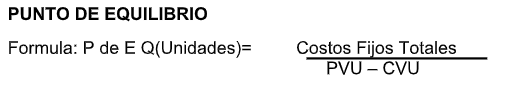 PUNTO DE EQUILIBRIO
Formula: P de E Q(Unidades)= Costos Fijos Totales
PVU – CVU